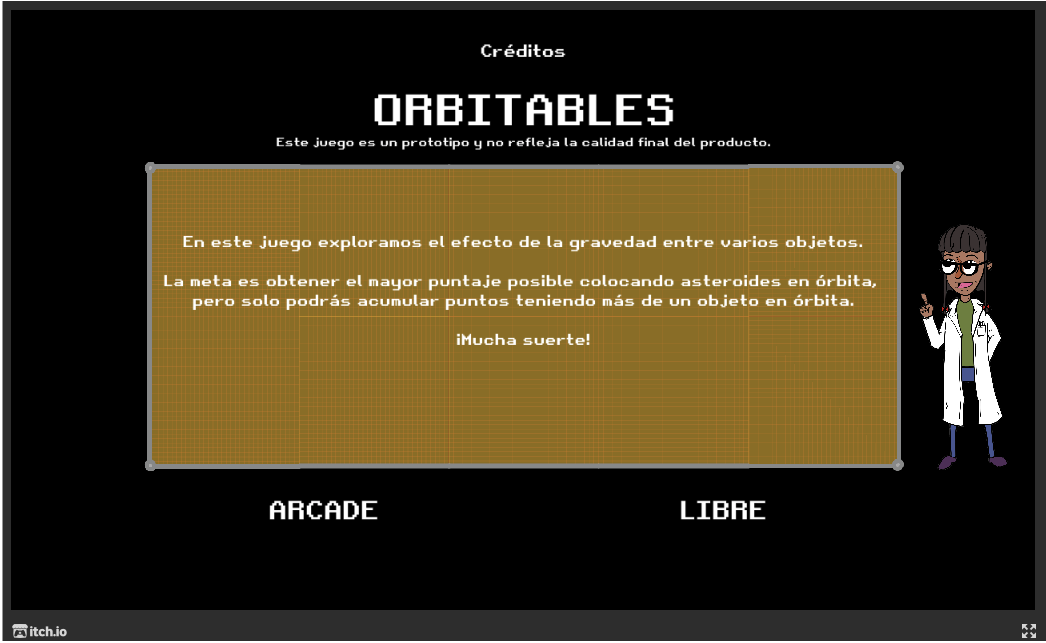 Créditos
ORBITABLES
Este juego es un prototipo y no refleja la calidad final del producto.
En este juego exploramos el efecto de la gravedad entre varios objetos.
La meta es obtener el mayor puntaje posible colocando asteroides en órbita,
pero solo podrás acumular puntos teniendo más de un objeto en órbita.
¡Mucha suerte!
ARCADE
LIBRE
itch.io